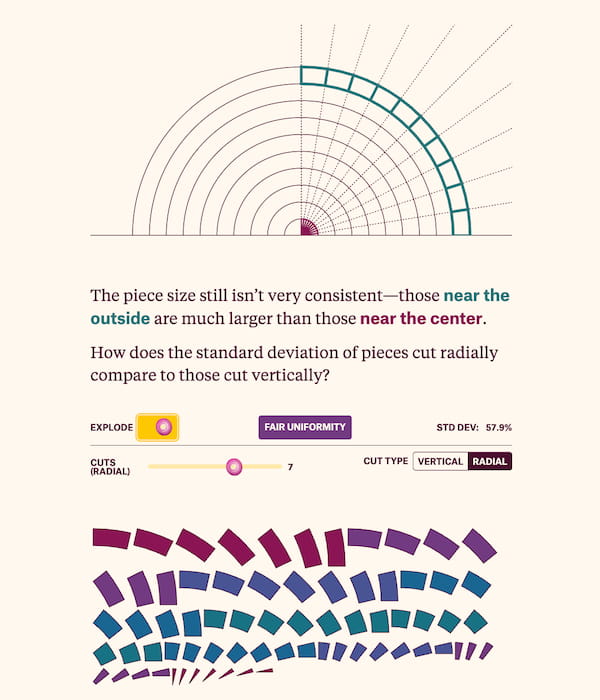 The piece size still isn’t very consistent—those near the
outside are much larger than those near the center.
How does the standard deviation of pieces cut radially
compare to those cut vertically?
EXPLODE FAIR UNIFORMITY STD DEV: 57.9%
CUTS
(RADIAL) 7 CUT TYPE VERTICAL RADIAL